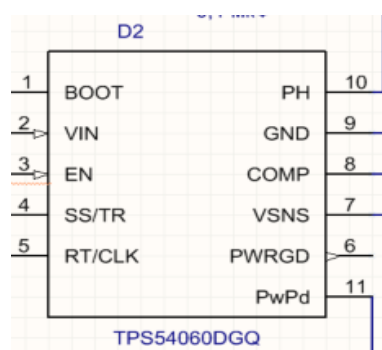 D2
1 BOOT PH 10
2 VIN GND 9
3 EN COMP 8
4 SS/TR VSNS 7
5 RT/CLK PWRGD 6
PwPd 11
TPS54060DGQ